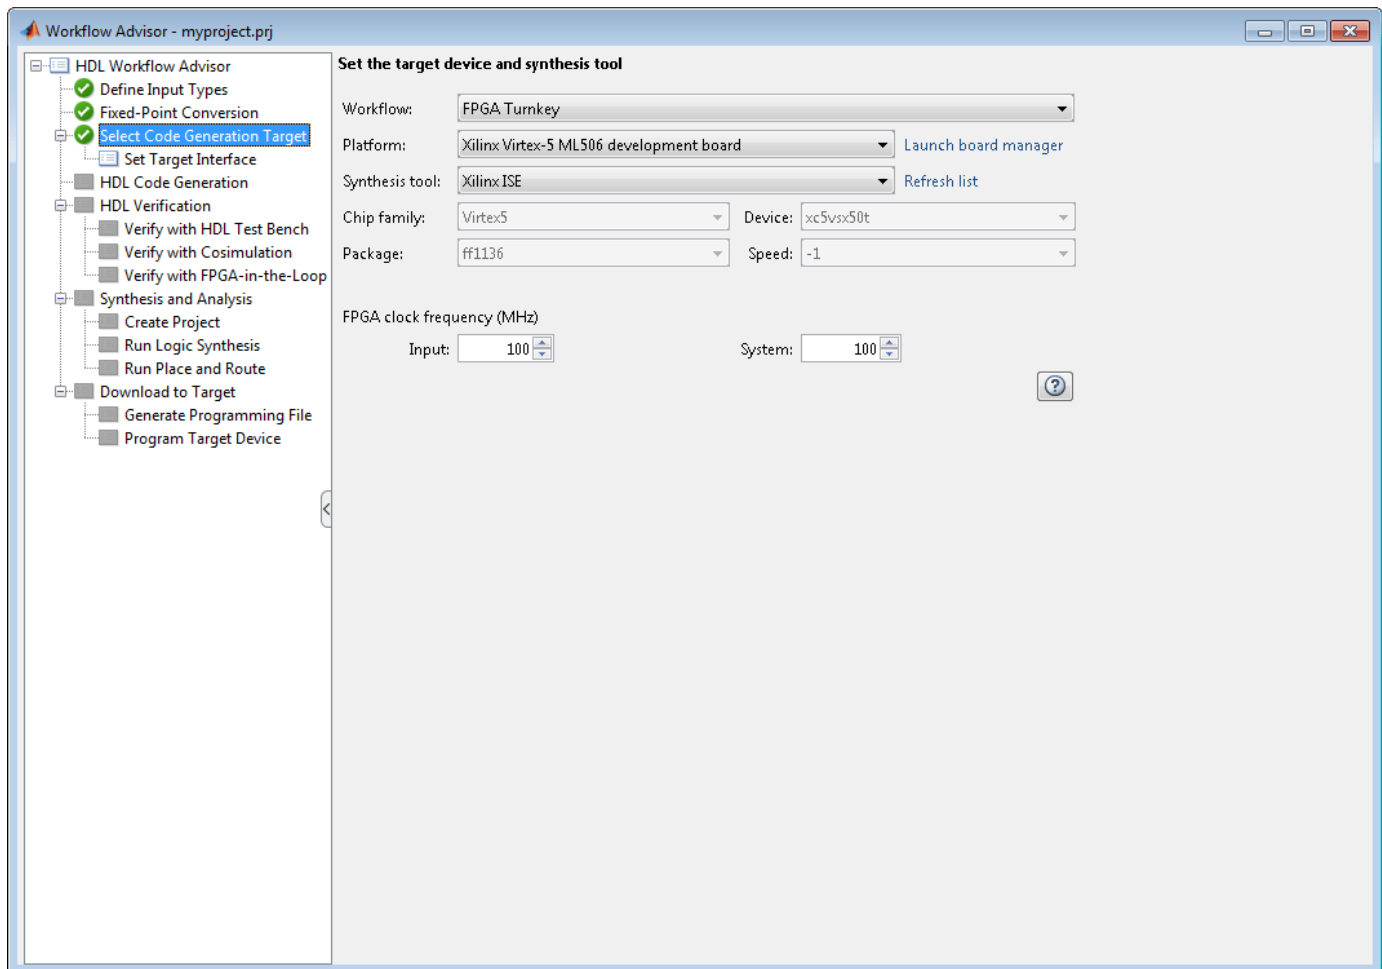 Workflow Advisor - myproject.prj
HDL Workflow Advisor
Define Input Types
Fixed-Point Conversion
Select Code Generation Target
Set Target Interface
HDL Code Generation
HDL Verification
Verify with HDL Test Bench
Verify with Cosimulation
Verify with FPGA-in-the-Loop
Synthesis and Analysis
Create Project
Run Logic Synthesis
Run Place and Route
Download to Target
Generate Programming File
Program Target Device
Set the target device and synthesis tool
Workflow: FPGA Turnkey
Platform: Xilinx Virtex-5 ML506 development board Launch board manager
Synthesis tool: Xilinx ISE Refresh list
Chip family: Virtex5 Device: xc5vsx50t
Package: ff1136 Speed: -1
FPGA clock frequency (MHz)
Input: 100 System: 100
?